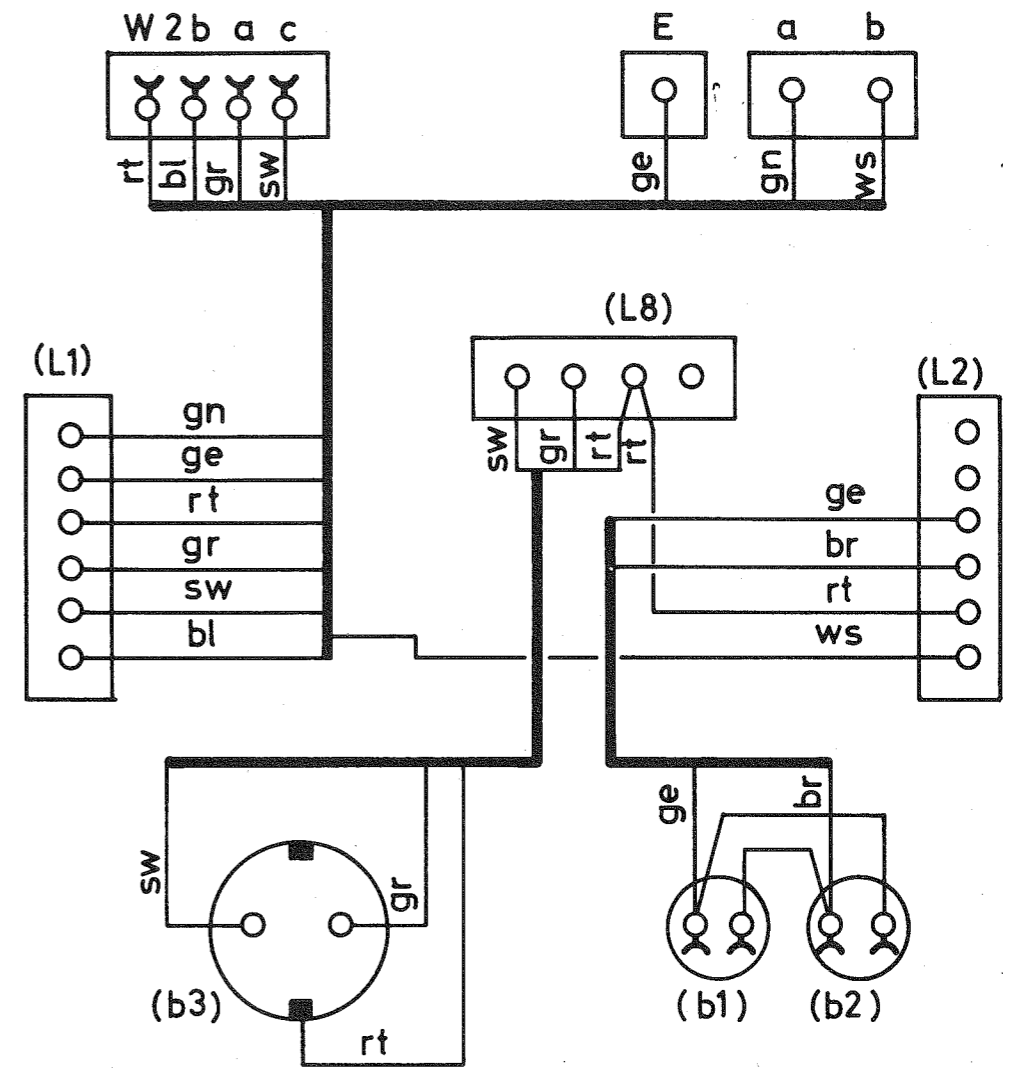 W 2 b a c E a b
rt bl gr sw ge gn ws
(L8)
(L1) (L2)
gn
ge
rt
gr
sw
bl
sw gr rt rt
ge
br
rt
ws
ge br
sw gr
(b3) (b1) (b2)
rt